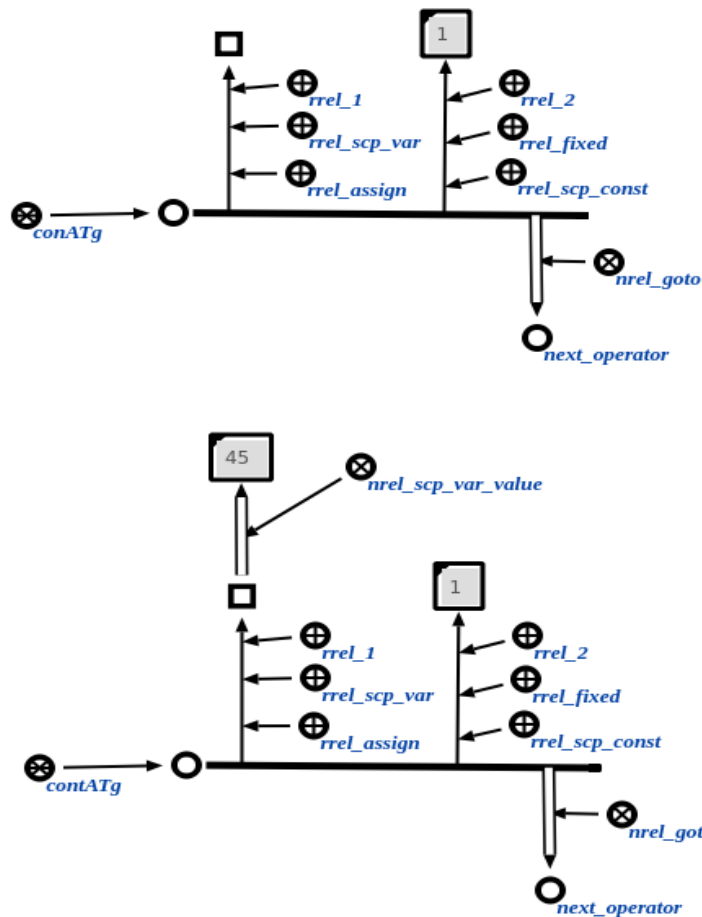 1
rrel_1
rrel_2
rrel_scp_var
rrel_fixed
rrel_assign
rrel_scp_const
conATg
nrel_goto
next_operator
45
nrel_scp_var_value
1
rrel_1
rrel_2
rrel_scp_var
rrel_fixed
rrel_assign
rrel_scp_const
contATg
nrel_got
next_operator